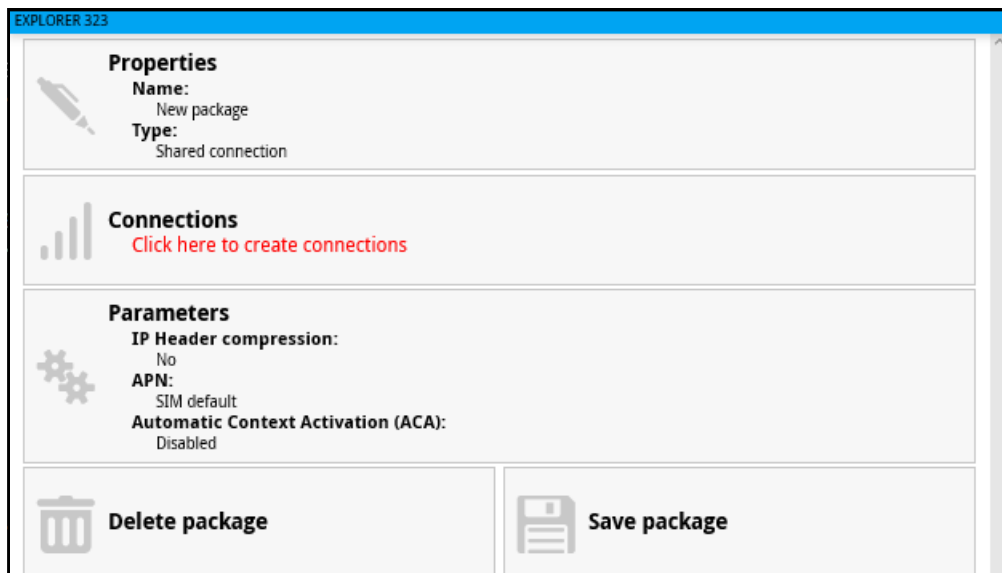 EXPLORER 323
Properties
Name:
New package
Type:
Shared connection
Connections
Click here to create connections
Parameters
IP Header compression:
No
APN:
SIM default
Automatic Context Activation (ACA):
Disabled
Delete package
Save package